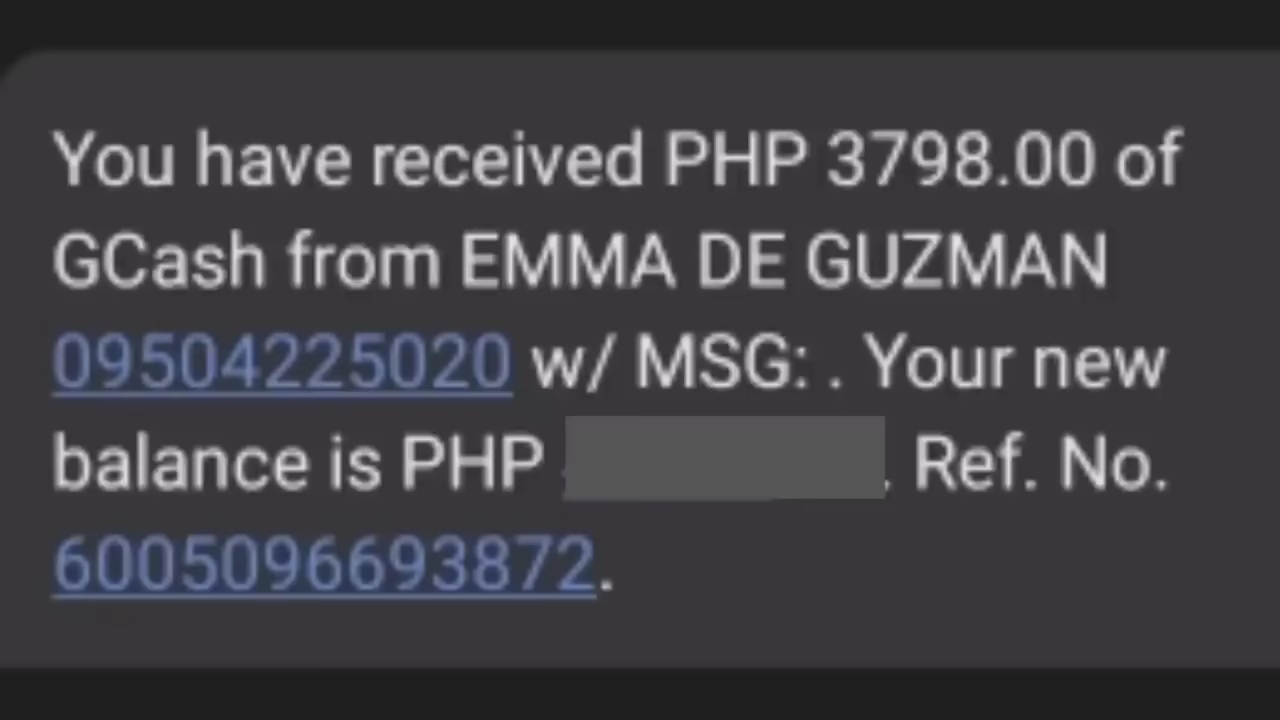 You have received PHP 3798.00 of
GCash from EMMA DE GUZMAN
09504225020 w/ MSG: . Your new
balance is PHP . Ref. No.
6005096693872.